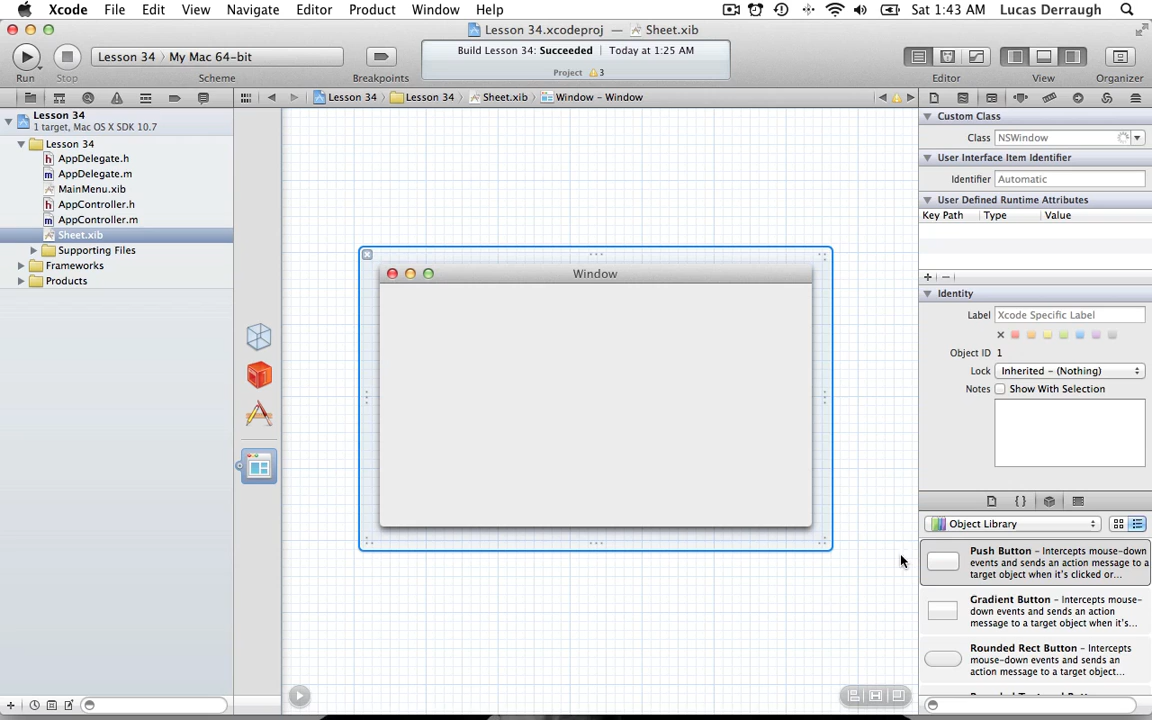 Xcode File Edit View Navigate Editor Product Window Help Sat 1:43 AM Lucas Derraugh
Lesson 34.xcodeproj — Sheet.xib
Lesson 34 〉 My Mac 64-bit
Build Lesson 34: Succeeded | Today at 1:25 AM
Project 3
Run Stop Scheme Breakpoints Editor View Organizer
Lesson 34 Lesson 34 Sheet.xib Window – Window
Lesson 34
1 target, Mac OS X SDK 10.7
Lesson 34
AppDelegate.h
AppDelegate.m
MainMenu.xib
AppController.h
AppController.m
Sheet.xib
Supporting Files
Frameworks
Products
Window
Custom Class
Class NSWindow
User Interface Item Identifier
Identifier Automatic
User Defined Runtime Attributes
Key Path Type Value
Identity
Label Xcode Specific Label
Object ID 1
Lock Inherited – (Nothing)
Notes Show With Selection
Object Library
Push Button – Intercepts mouse-down
events and sends an action message to a
target object when it's clicked or...
Gradient Button – Intercepts mouse-
down events and sends an action
message to a target object when it's...
Rounded Rect Button – Intercepts
mouse-down events and sends an
action message to a target object...